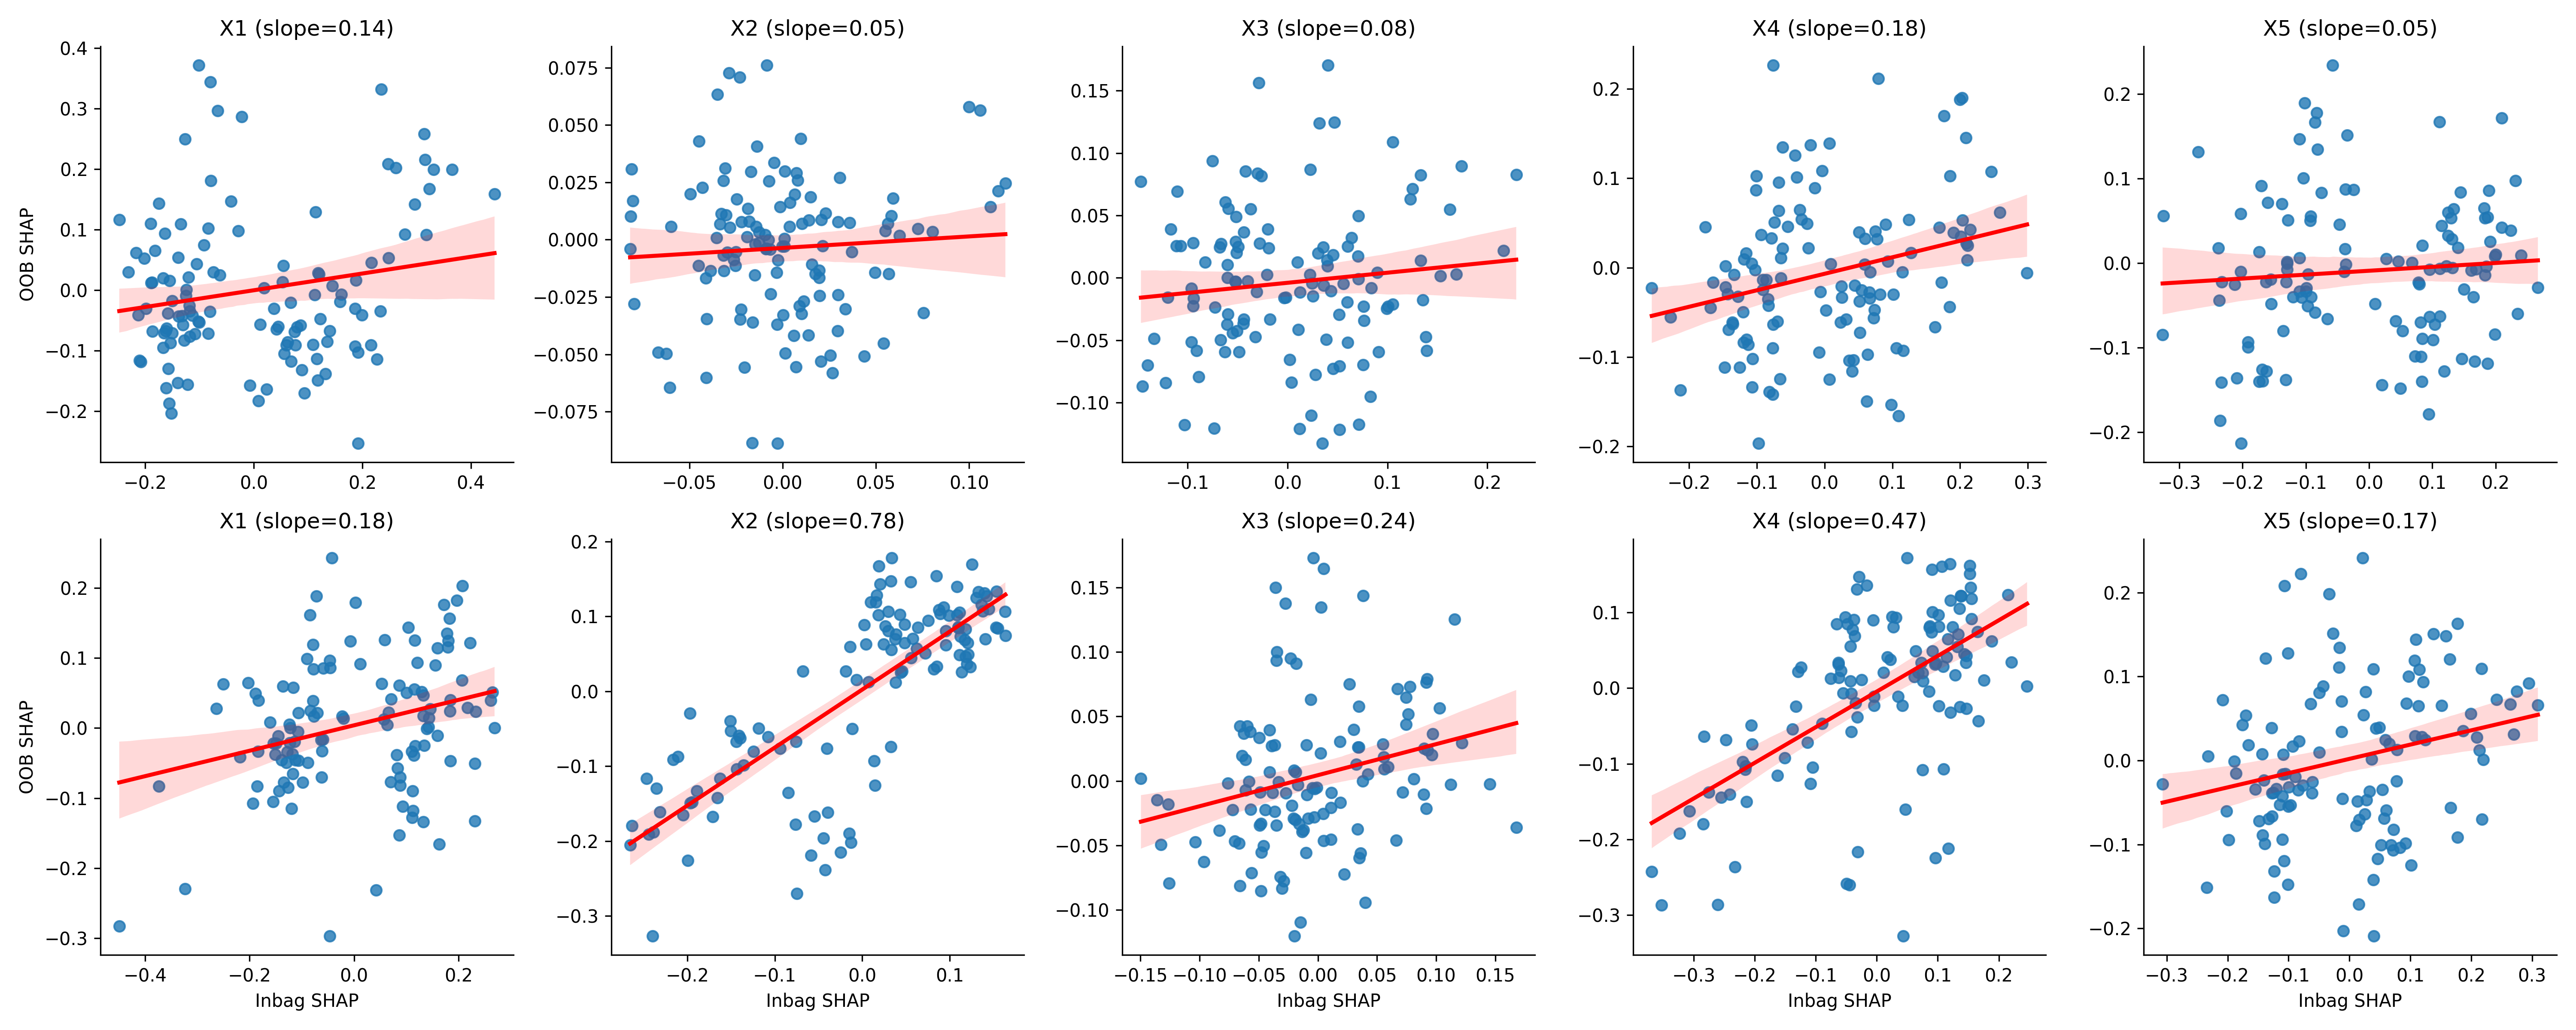 X1 (slope=0.14)
X2 (slope=0.05)
X3 (slope=0.08)
X4 (slope=0.18)
X5 (slope=0.05)
OOB SHAP
0.4
0.3
0.2
0.1
0.0
−0.1
−0.2
−0.2 0.0 0.2 0.4
0.075
0.050
0.025
0.000
−0.025
−0.050
−0.075
−0.05 0.00 0.05 0.10
0.15
0.10
0.05
0.00
−0.05
−0.10
−0.1 0.0 0.1 0.2
0.2
0.1
0.0
−0.1
−0.2
−0.2 −0.1 0.0 0.1 0.2 0.3
0.2
0.1
0.0
−0.1
−0.2
−0.3 −0.2 −0.1 0.0 0.1 0.2
X1 (slope=0.18)
X2 (slope=0.78)
X3 (slope=0.24)
X4 (slope=0.47)
X5 (slope=0.17)
OOB SHAP
0.2
0.1
0.0
−0.1
−0.2
−0.3
−0.4 −0.2 0.0 0.2
Inbag SHAP
0.2
0.1
0.0
−0.1
−0.2
−0.3
−0.2 −0.1 0.0 0.1
Inbag SHAP
0.15
0.10
0.05
0.00
−0.05
−0.10
−0.15 −0.10 −0.05 0.00 0.05 0.10 0.15
Inbag SHAP
0.1
0.0
−0.1
−0.2
−0.3
−0.3 −0.2 −0.1 0.0 0.1 0.2
Inbag SHAP
0.2
0.1
0.0
−0.1
−0.2
−0.3 −0.2 −0.1 0.0 0.1 0.2 0.3
Inbag SHAP